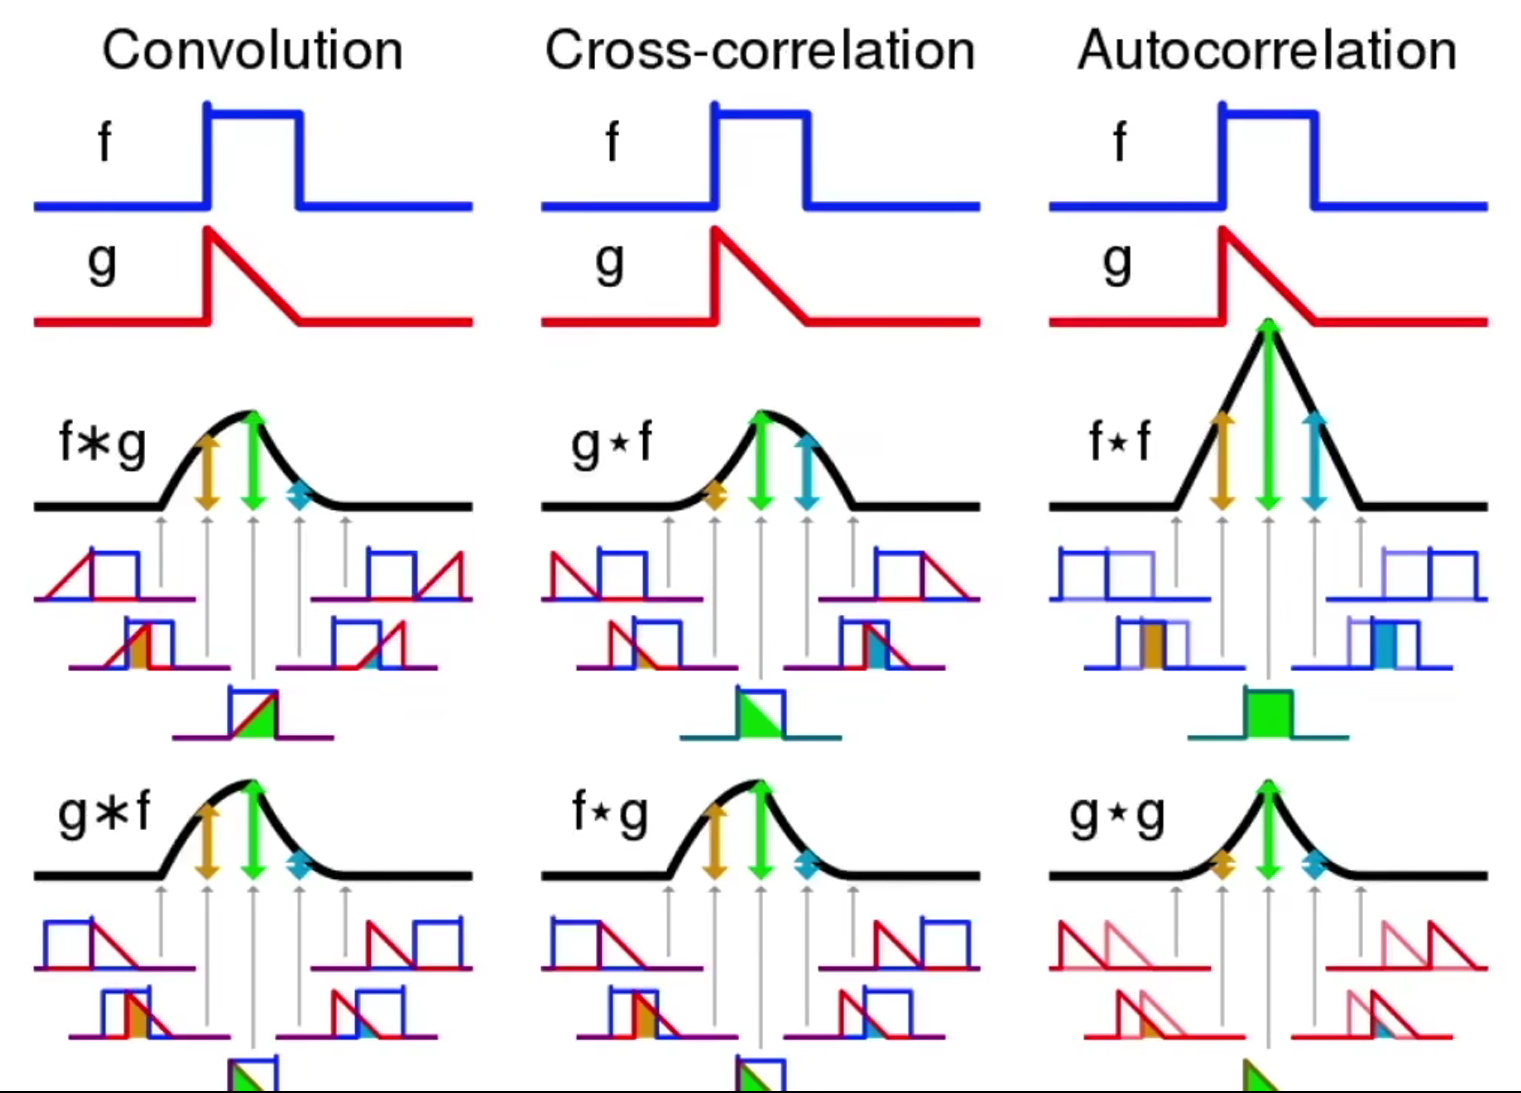 Convolution
Cross-correlation
Autocorrelation
f
f
f
g
g
g
f∗g
g⋆f
f⋆f
g∗f
f⋆g
g⋆g